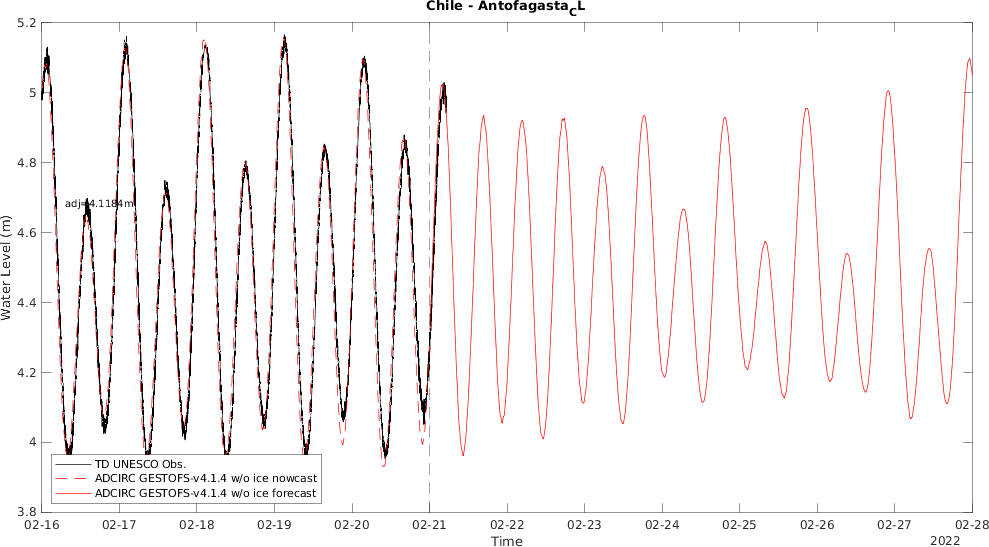 Chile - Antofagasta_CL
5.2
5
4.8
4.6
4.4
4.2
4
3.8
Water Level (m)
adj=4.1184m
TD UNESCO Obs.
ADCIRC GESTOFS-v4.1.4 w/o ice nowcast
ADCIRC GESTOFS-v4.1.4 w/o ice forecast
02-16 02-17 02-18 02-19 02-20 02-21 02-22 02-23 02-24 02-25 02-26 02-27 02-28
Time
2022